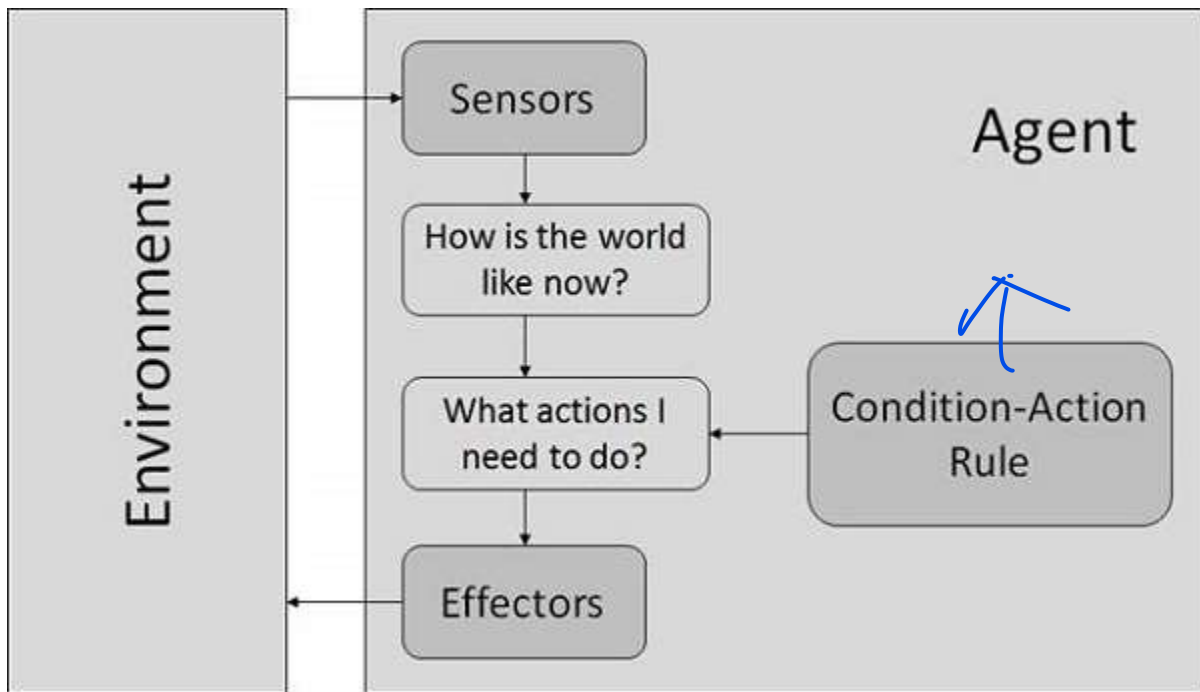 Environment
Sensors
Agent
How is the world
like now?
What actions I
need to do?
Condition-Action
Rule
Effectors